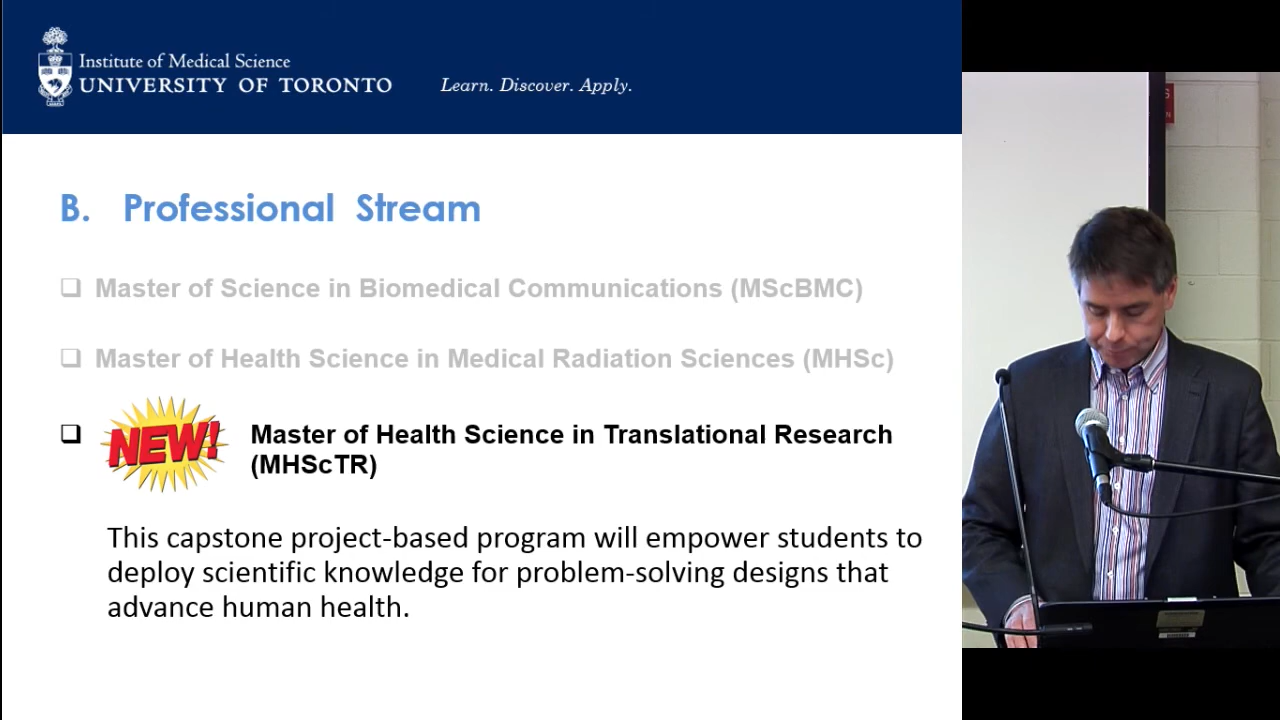 Institute of Medical Science
UNIVERSITY OF TORONTO
Learn. Discover. Apply.
B. Professional Stream
Master of Science in Biomedical Communications (MScBMC)
Master of Health Science in Medical Radiation Sciences (MHSc)
NEW!
Master of Health Science in Translational Research
(MHScTR)
This capstone project-based program will empower students to
deploy scientific knowledge for problem-solving designs that
advance human health.